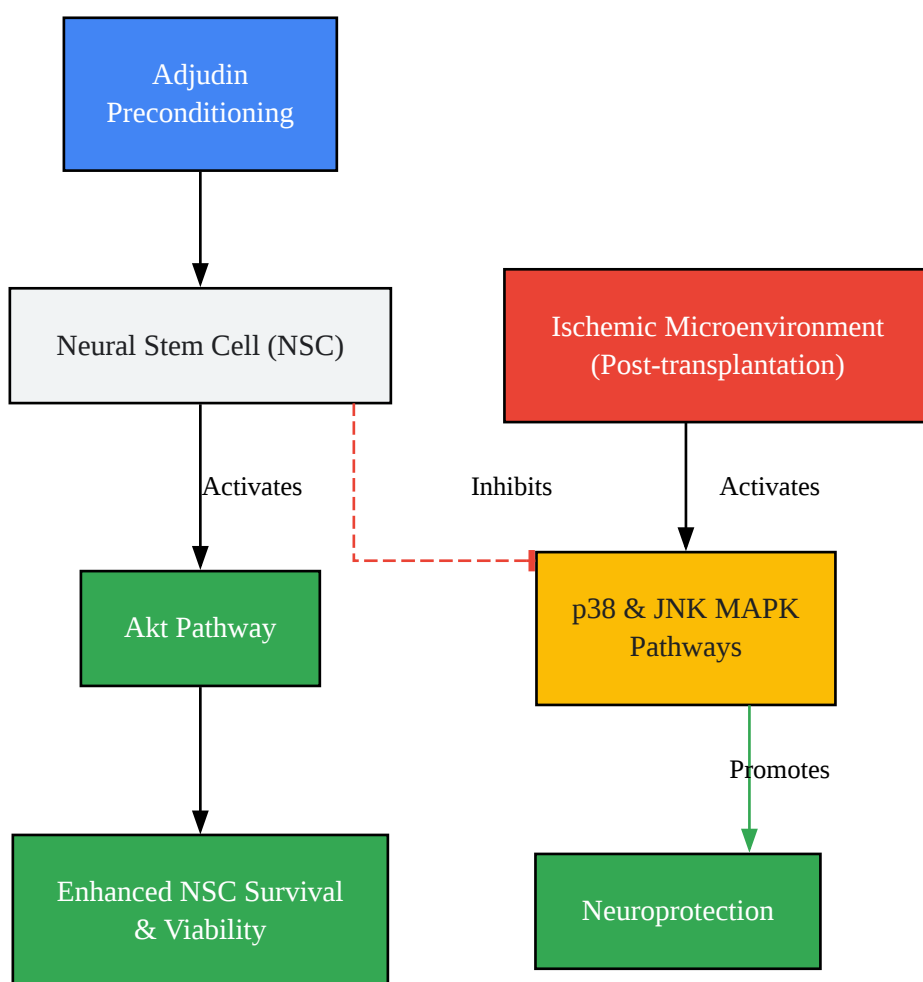 Adjudin
Preconditioning
Neural Stem Cell (NSC)
Ischemic Microenvironment
(Post-transplantation)
Activates
Inhibits
Activates
Akt Pathway
p38 & JNK MAPK
Pathways
Promotes
Enhanced NSC Survival
& Viability
Neuroprotection